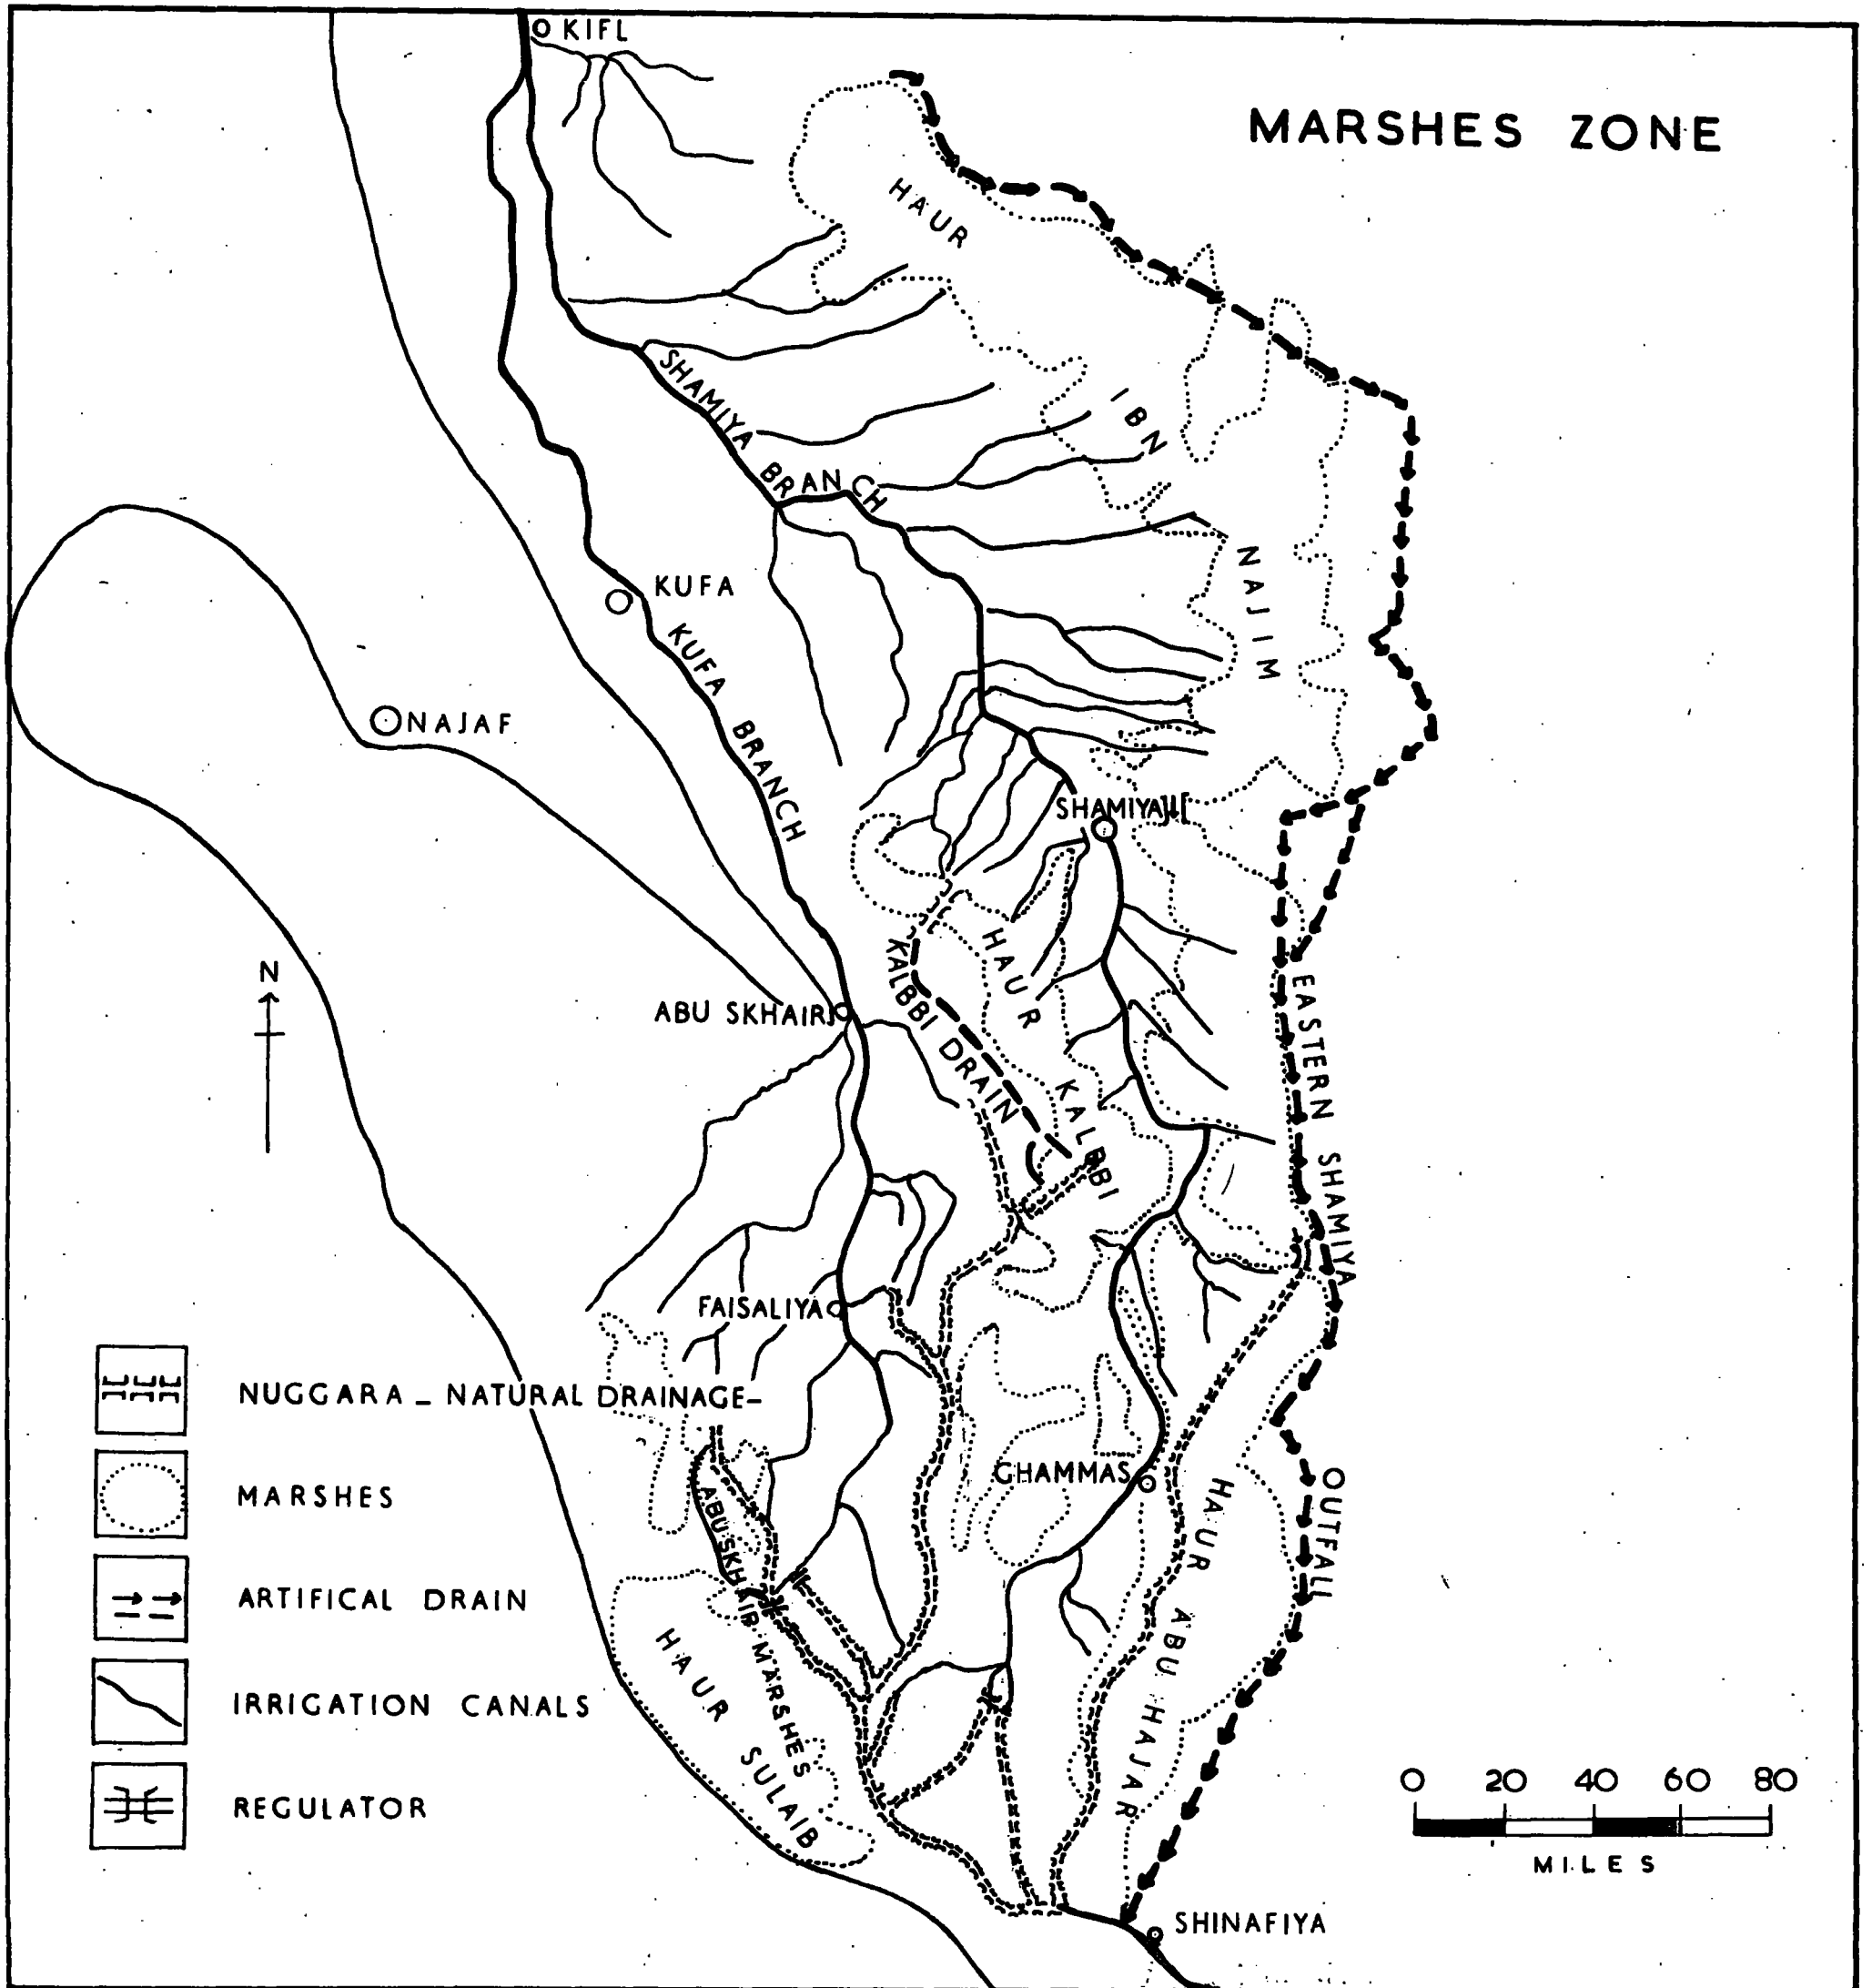 KIFL
MARSHES ZONE
HAUR
IBN
NAJIM
SHAMIYA BRANCH
KUFA
KUFA BRANCH
NAJAF
SHAMIYA
N
HAUR
KALBBI
KALBBI DRAIN
ABU SKHAIR
EASTERN SHAMIYA
OUTFALL
FAISALIYA
NUGGARA - NATURAL DRAINAGE-
MARSHES
ARTIFICAL DRAIN
IRRIGATION CANALS
REGULATOR
GHAMMAS
ABU SKHAIR MARSHES
HAUR SULAIB
HAUR ABU HAJAR
0 20 40 60 80
MILES
SHINAFIYA